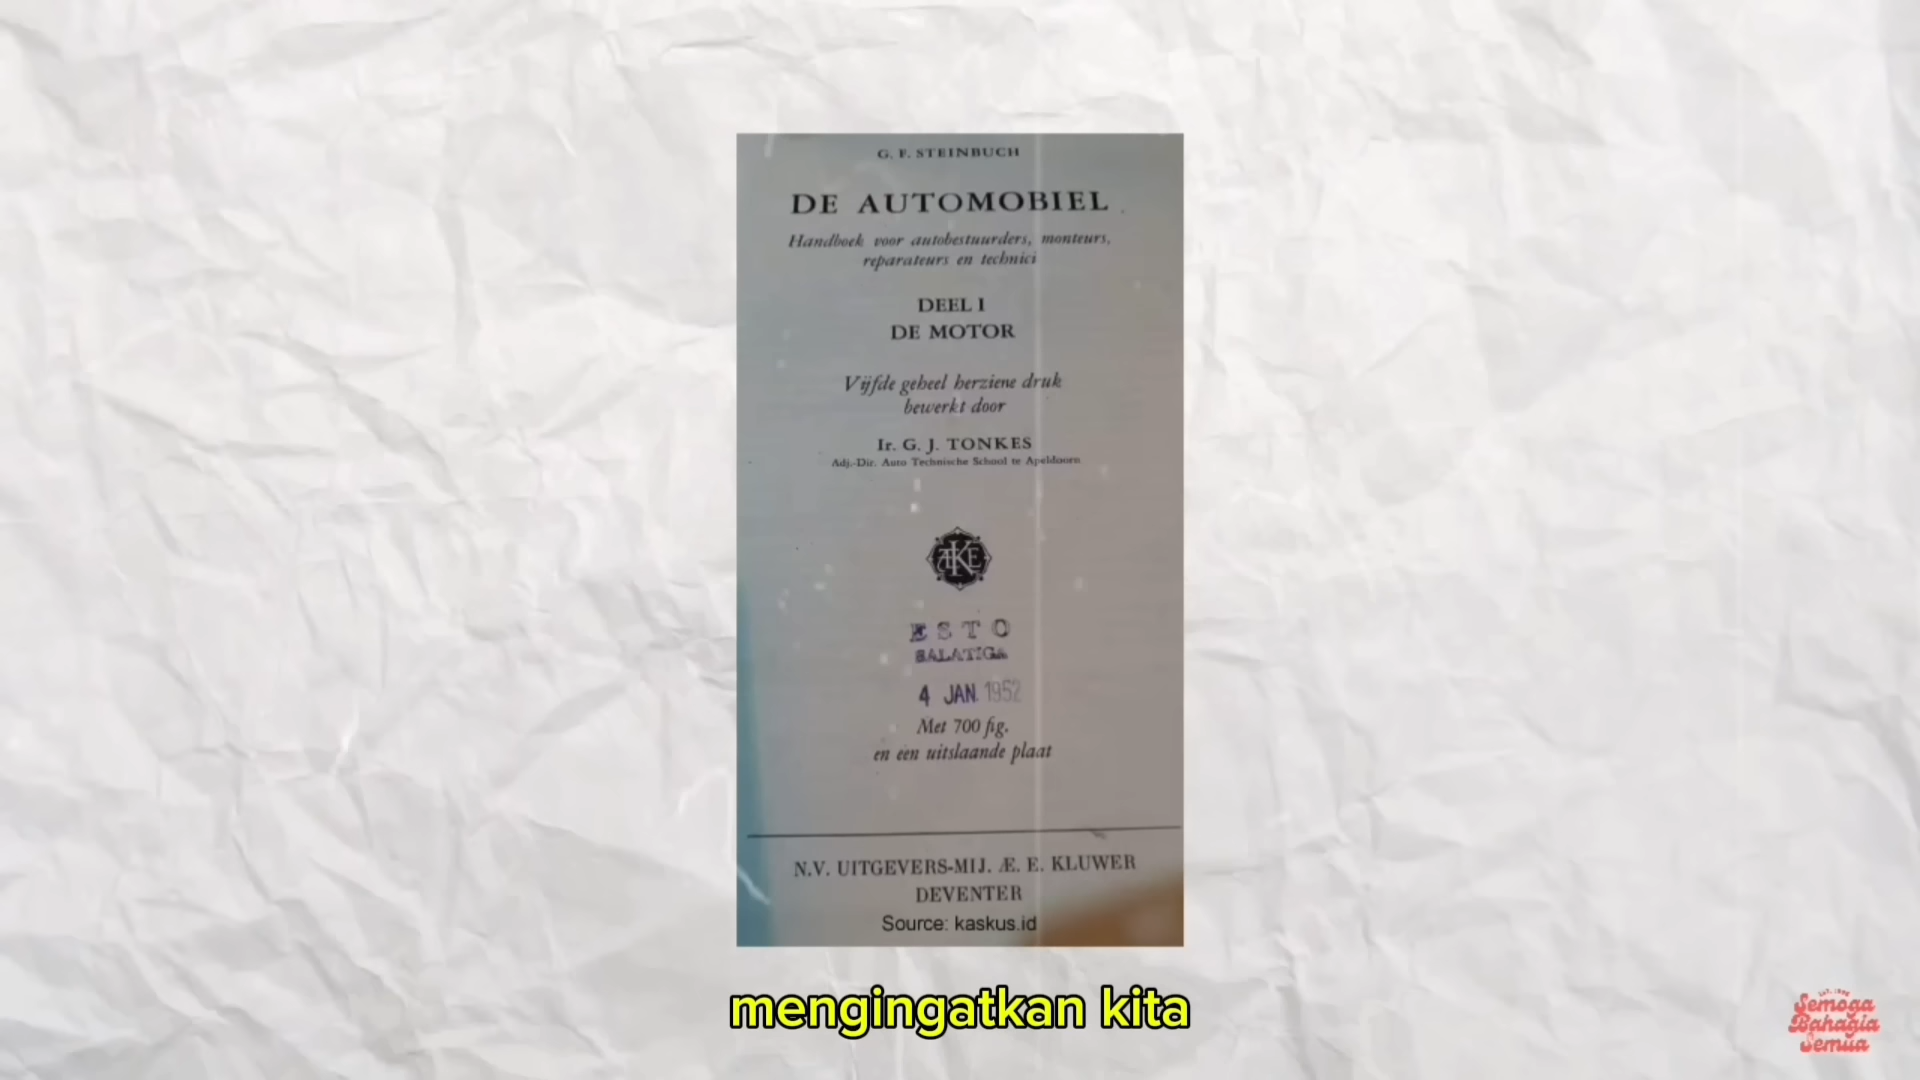 G. F. STEINBUCH
DE AUTOMOBIEL
Handboek voor autobestuurders, monteurs,
reparateurs en technici
DEEL I
DE MOTOR
Vijfde geheel herziene druk
bewerkt door
Ir. G. J. TONKES
Adj.-Dir. Auto Technische School te Apeldoorn
ÆKE
ESTO
SALATIGA
4 JAN. 1952
Met 700 fig.
en een uitslaande plaat
N.V. UITGEVERS-MIJ. Æ. E. KLUWER
DEVENTER
Source: kaskus.id
mengingatkan kita
Semoga
Bahagia
Semua